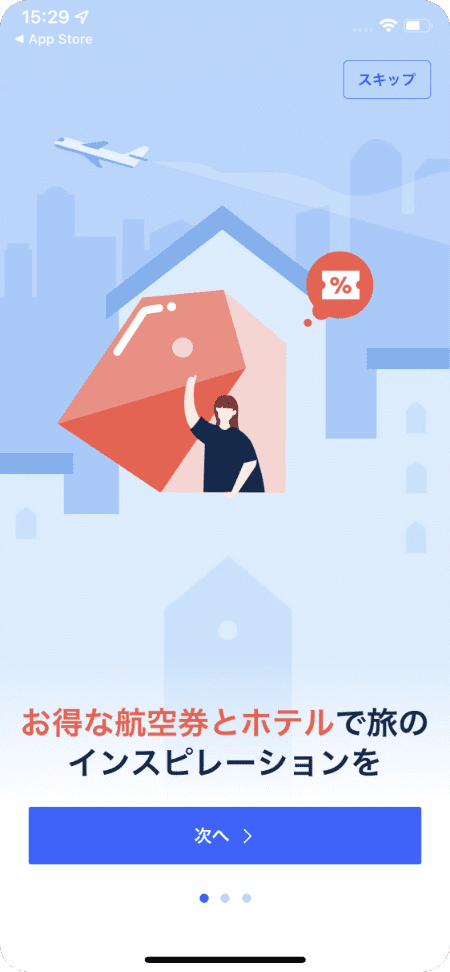 15:29
◀ App Store
スキップ
%
お得な航空券とホテルで旅の
インスピレーションを
次へ